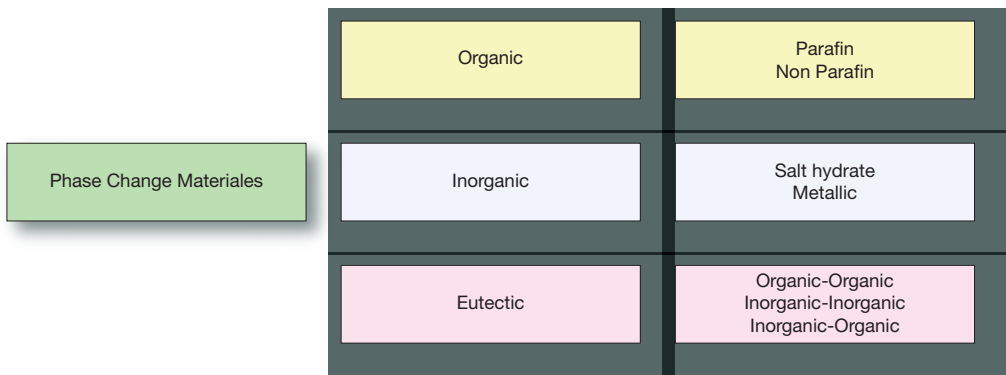 Phase Change Materiales
Organic
Parafin
Non Parafin
Inorganic
Salt hydrate
Metallic
Eutectic
Organic-Organic
Inorganic-Inorganic
Inorganic-Organic